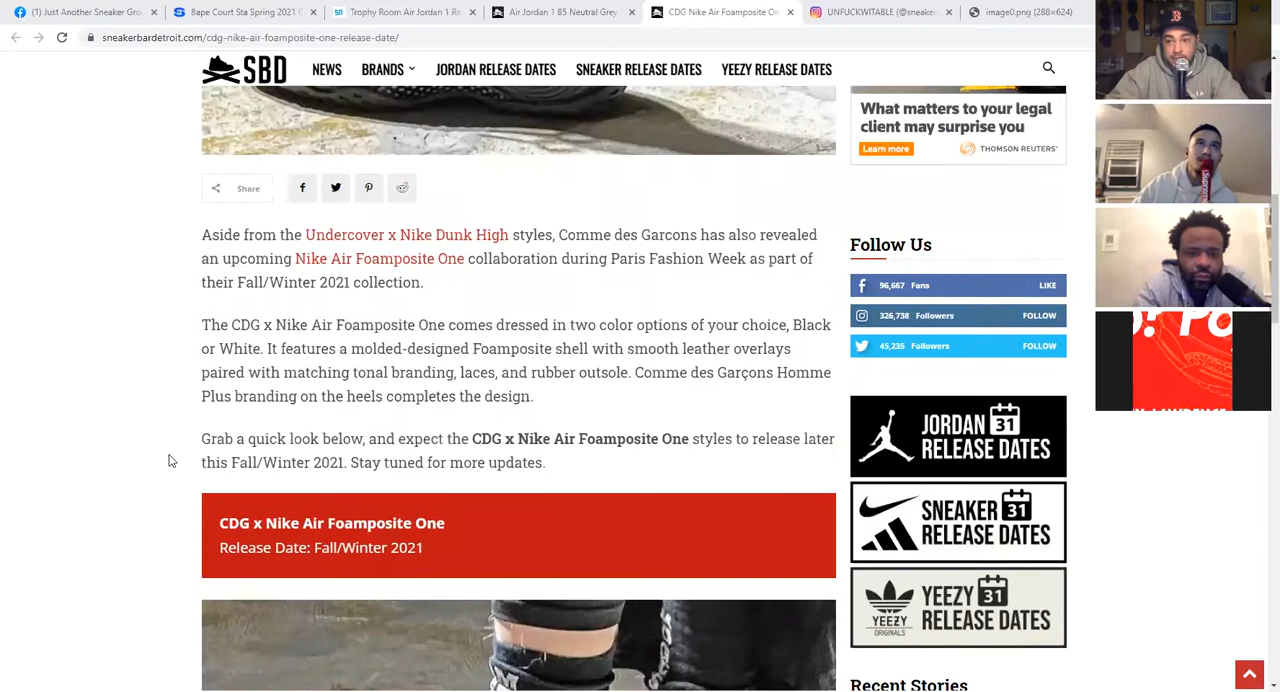 (1) Just Another Sneaker Gro
Bape Court Sta Spring 2021 C
Trophy Room Air Jordan 1 Re
Air Jordan 1 85 Neutral Grey
CDG Nike Air Foamposite On
UNFUCKWITABLE (@sneake
image0.png (288×624)
sneakerbardetroit.com/cdg-nike-air-foamposite-one-release-date/
SBD
NEWS
BRANDS
JORDAN RELEASE DATES
SNEAKER RELEASE DATES
YEEZY RELEASE DATES
Share
Aside from the Undercover x Nike Dunk High styles, Comme des Garcons has also revealed
an upcoming Nike Air Foamposite One collaboration during Paris Fashion Week as part of
their Fall/Winter 2021 collection.
The CDG x Nike Air Foamposite One comes dressed in two color options of your choice, Black
or White. It features a molded-designed Foamposite shell with smooth leather overlays
paired with matching tonal branding, laces, and rubber outsole. Comme des Garçons Homme
Plus branding on the heels completes the design.
Grab a quick look below, and expect the CDG x Nike Air Foamposite One styles to release later
this Fall/Winter 2021. Stay tuned for more updates.
CDG x Nike Air Foamposite One
Release Date: Fall/Winter 2021
What matters to your legal
client may surprise you
Learn more
THOMSON REUTERS
Follow Us
96,667 Fans LIKE
326,738 Followers FOLLOW
45,235 Followers FOLLOW
JORDAN 31
RELEASE DATES
SNEAKER 31
RELEASE DATES
YEEZY 31
RELEASE DATES
YEEZY
ORIGINALS
Recent Stories